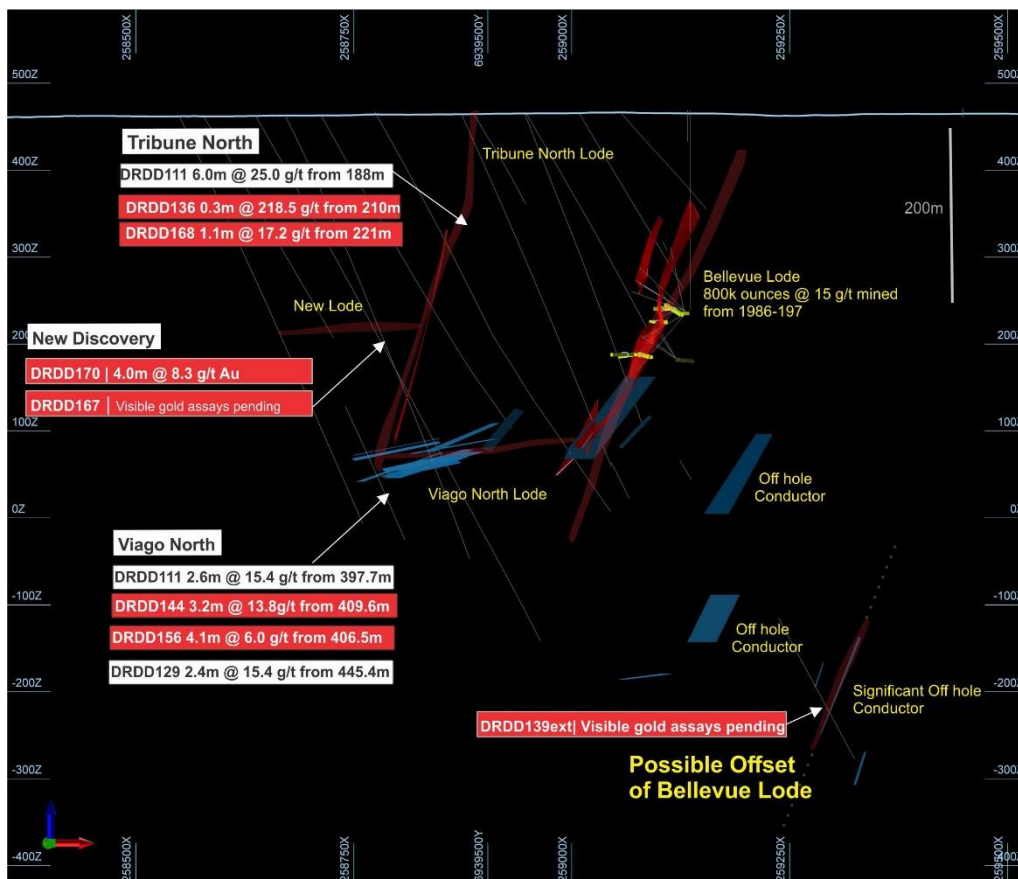 258500X
258750X
6939500Y
259000X
259250X
259500X
500Z
500Z
Tribune North
DRDD111 6.0m @ 25.0 g/t from 188m
DRDD136 0.3m @ 218.5 g/t from 210m
DRDD168 1.1m @ 17.2 g/t from 221m
Tribune North Lode
400Z
400Z
200m
300Z
300Z
Bellevue Lode
800k ounces @ 15 g/t mined
from 1986-197
New Lode
200Z
200Z
New Discovery
DRDD170 | 4.0m @ 8.3 g/t Au
DRDD167 | Visible gold assays pending
100Z
100Z
Viago North Lode
Off hole
Conductor
0Z
0Z
Viago North
DRDD111 2.6m @ 15.4 g/t from 397.7m
DRDD144 3.2m @ 13.8g/t from 409.6m
DRDD156 4.1m @ 6.0 g/t from 406.5m
DRDD129 2.4m @ 15.4 g/t from 445.4m
-100Z
-100Z
Off hole
Conductor
-200Z
-200Z
Significant Off hole
Conductor
DRDD139ext| Visible gold assays pending
Possible Offset
of Bellevue Lode
-300Z
-300Z
-400Z
-400Z
258500X
258750X
6939500Y
259000X
259250X
259500X